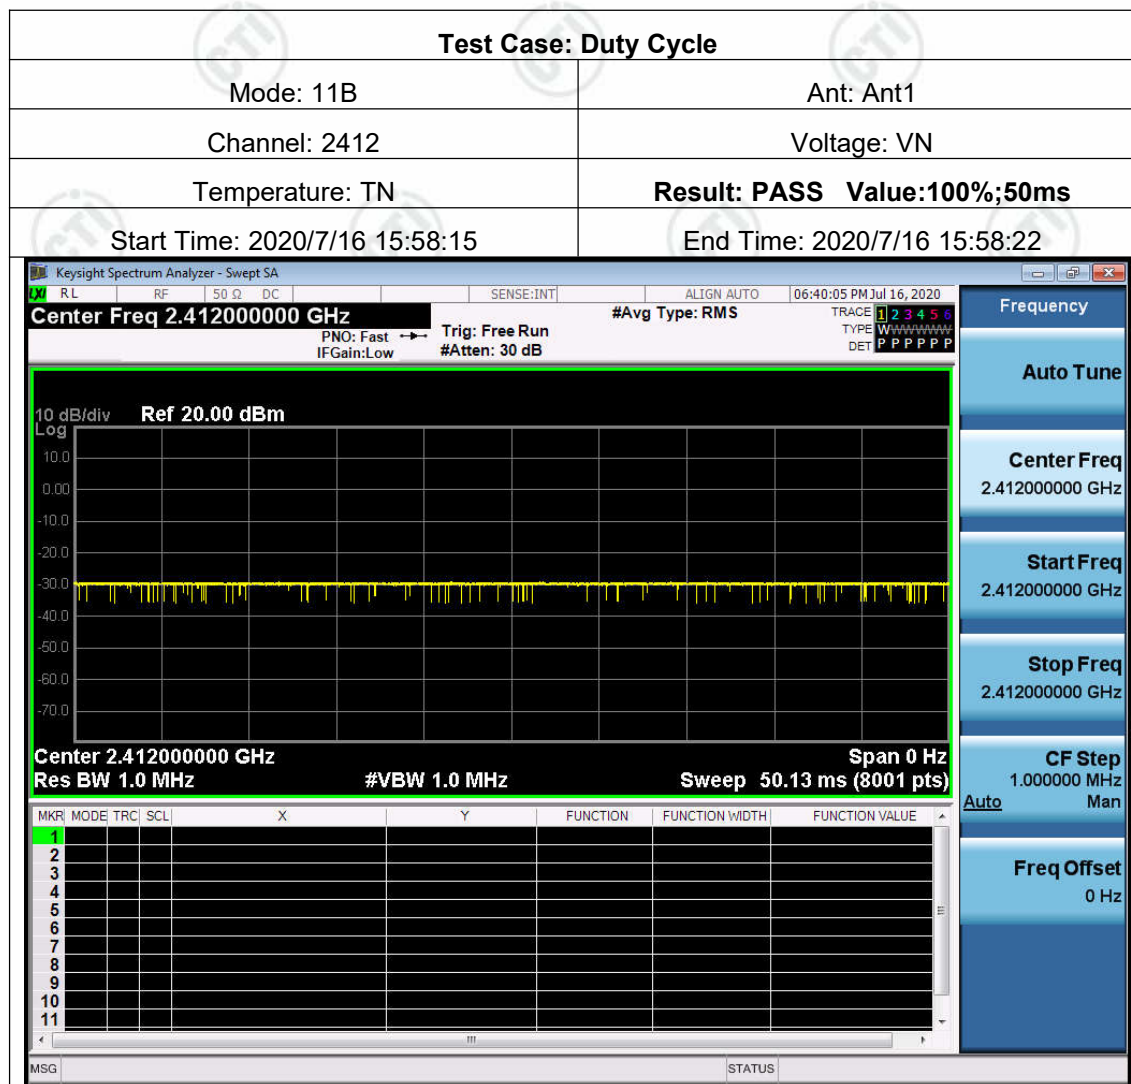 Test Case: Duty Cycle
Mode: 11B Ant: Ant1
Channel: 2412 Voltage: VN
Temperature: TN Result: PASS Value:100%;50ms
Start Time: 2020/7/16 15:58:15 End Time: 2020/7/16 15:58:22
Keysight Spectrum Analyzer - Swept SA
LXI RL RF 50 Ω DC SENSE:INT ALIGN AUTO 06:40:05 PM Jul 16, 2020
Center Freq 2.412000000 GHz
PNO: Fast
IFGain:Low
Trig: Free Run
#Atten: 30 dB
#Avg Type: RMS
TRACE 1 2 3 4 5 6
TYPE WWWWWW
DET P P P P P P
10 dB/div Ref 20.00 dBm
Log
10.0
0.00
-10.0
-20.0
-30.0
-40.0
-50.0
-60.0
-70.0
Center 2.412000000 GHz Span 0 Hz
Res BW 1.0 MHz #VBW 1.0 MHz Sweep 50.13 ms (8001 pts)
MKR MODE TRC SCL X Y FUNCTION FUNCTION WIDTH FUNCTION VALUE
1
2
3
4
5
6
7
8
9
10
11
MSG STATUS
Frequency
Auto Tune
Center Freq
2.412000000 GHz
Start Freq
2.412000000 GHz
Stop Freq
2.412000000 GHz
CF Step
1.000000 MHz
Auto Man
Freq Offset
0 Hz
CTI
CTI
CTI
CTI
CTI
CTI